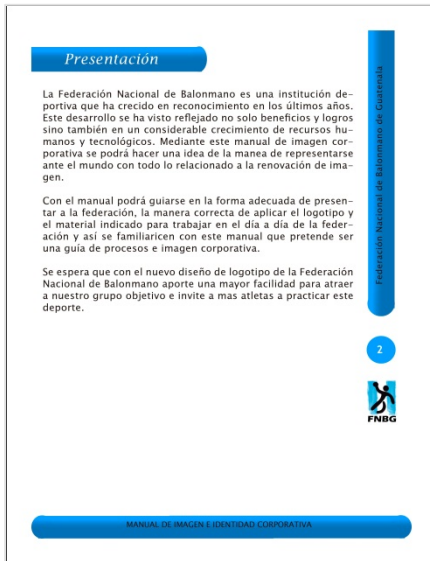 Presentación
La Federación Nacional de Balonmano es una institución de-
portiva que ha crecido en reconocimiento en los últimos años.
Este desarrollo se ha visto reflejado no solo beneficios y logros
sino también en un considerable crecimiento de recursos hu-
manos y tecnológicos. Mediante este manual de imagen cor-
porativa se podrá hacer una idea de la manea de representarse
ante el mundo con todo lo relacionado a la renovación de ima-
gen.
Con el manual podrá guiarse en la forma adecuada de presen-
tar a la federación, la manera correcta de aplicar el logotipo y
el material indicado para trabajar en el día a día de la feder-
ación y así se familiaricen con este manual que pretende ser
una guía de procesos e imagen corporativa.
Se espera que con el nuevo diseño de logotipo de la Federación
Nacional de Balonmano aporte una mayor facilidad para atraer
a nuestro grupo objetivo e invite a mas atletas a practicar este
deporte.
Federación Nacional de Balonmano de Guatemala
2
FNBG
MANUAL DE IMAGEN E IDENTIDAD CORPORATIVA